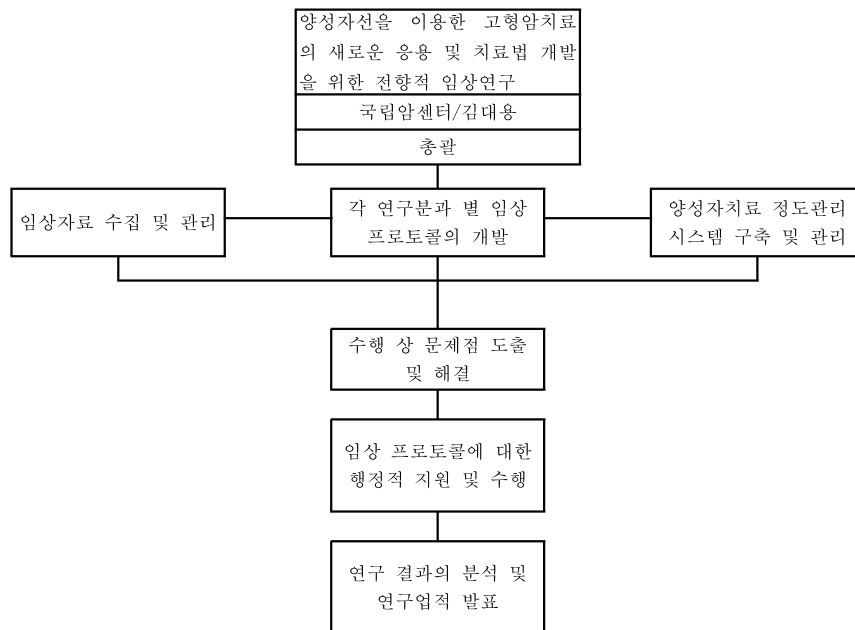 양성자선을 이용한 고형암치료
의 새로운 응용 및 치료법 개발
을 위한 전향적 임상연구
국립암센터/김대용
총괄
임상자료 수집 및 관리
각 연구분과 별 임상
프로토콜의 개발
양성자치료 정도관리
시스템 구축 및 관리
수행 상 문제점 도출
및 해결
임상 프로토콜에 대한
행정적 지원 및 수행
연구 결과의 분석 및
연구업적 발표